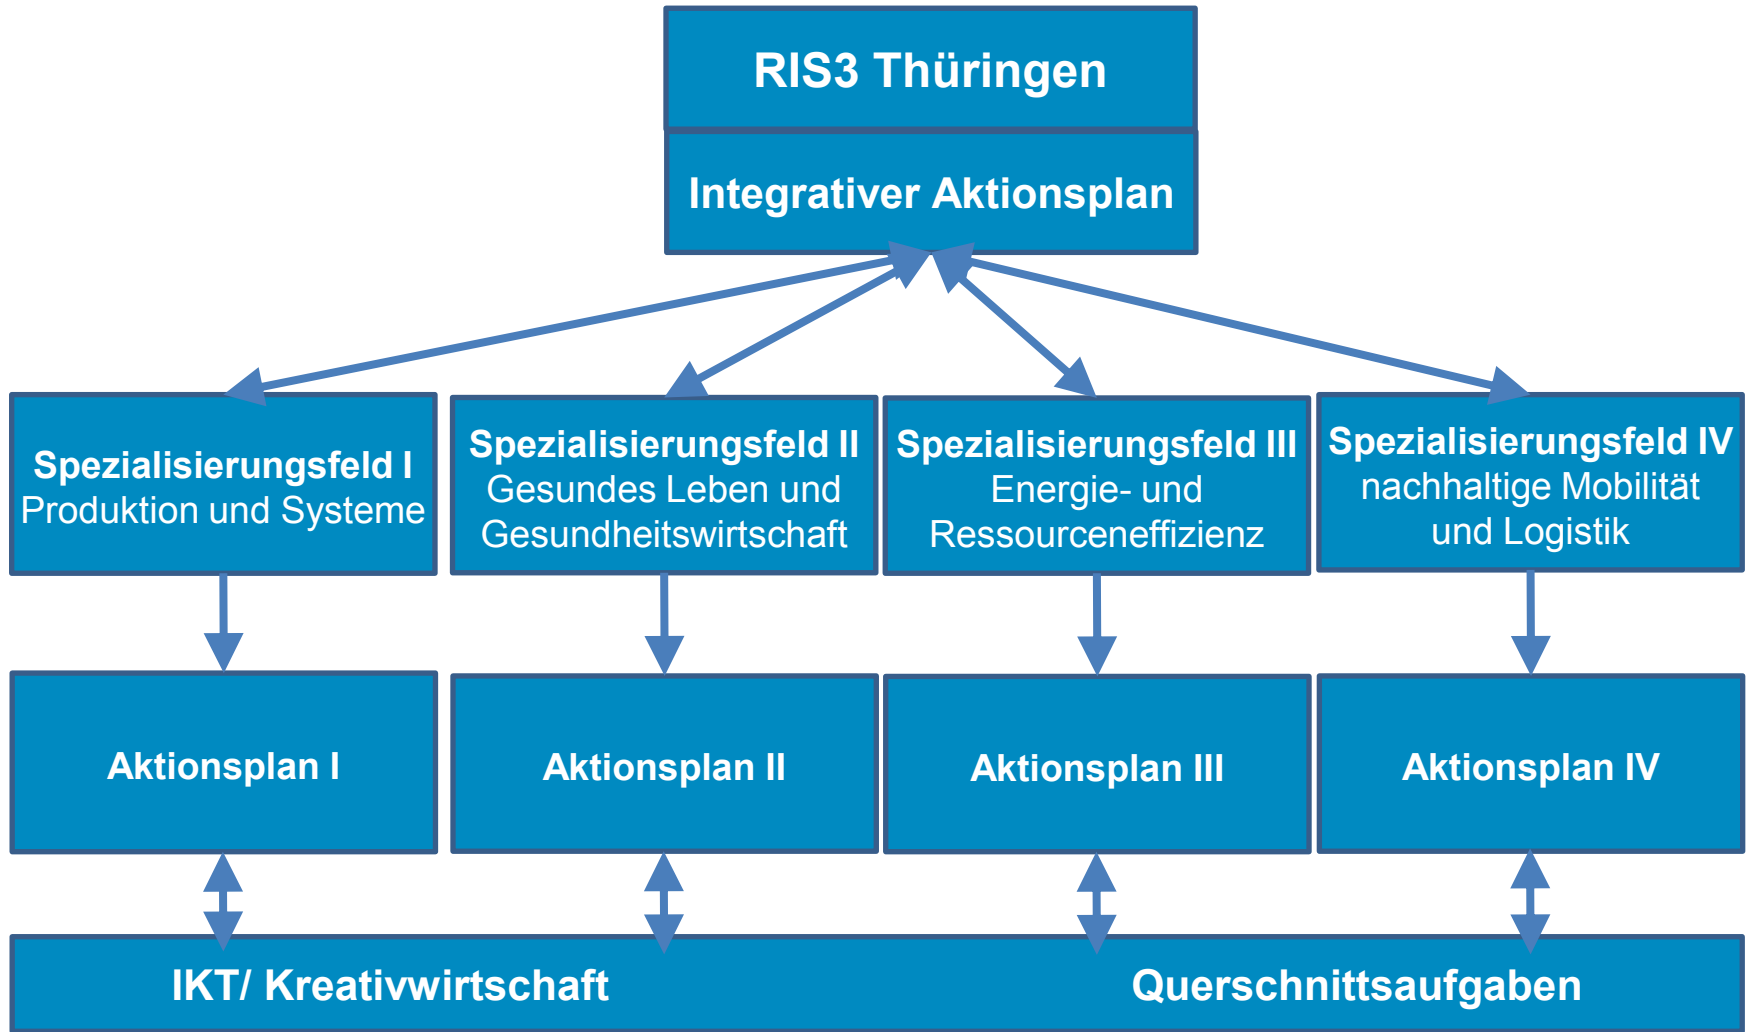 RIS3 Thüringen
Integrativer Aktionsplan
Spezialisierungsfeld I
Produktion und Systeme
Spezialisierungsfeld II
Gesundes Leben und
Gesundheitswirtschaft
Spezialisierungsfeld III
Energie- und
Ressourceneffizienz
Spezialisierungsfeld IV
nachhaltige Mobilität
und Logistik
Aktionsplan I
Aktionsplan II
Aktionsplan III
Aktionsplan IV
IKT/ Kreativwirtschaft
Querschnittsaufgaben